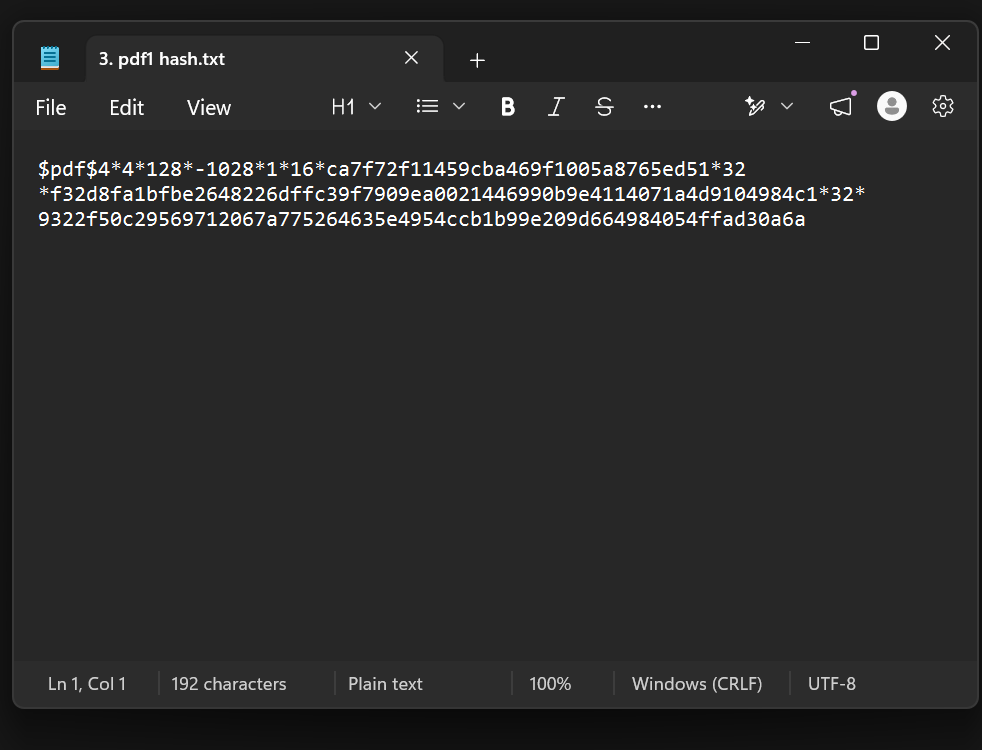 3. pdf1 hash.txt
File Edit View H1 B I S
$pdf$4*4*128*-1028*1*16*ca7f72f11459cba469f1005a8765ed51*32
*f32d8fa1bfbe2648226dffc39f7909ea0021446990b9e4114071a4d9104984c1*32*
9322f50c29569712067a775264635e4954ccb1b99e209d664984054ffad30a6a
Ln 1, Col 1 192 characters Plain text 100% Windows (CRLF) UTF-8